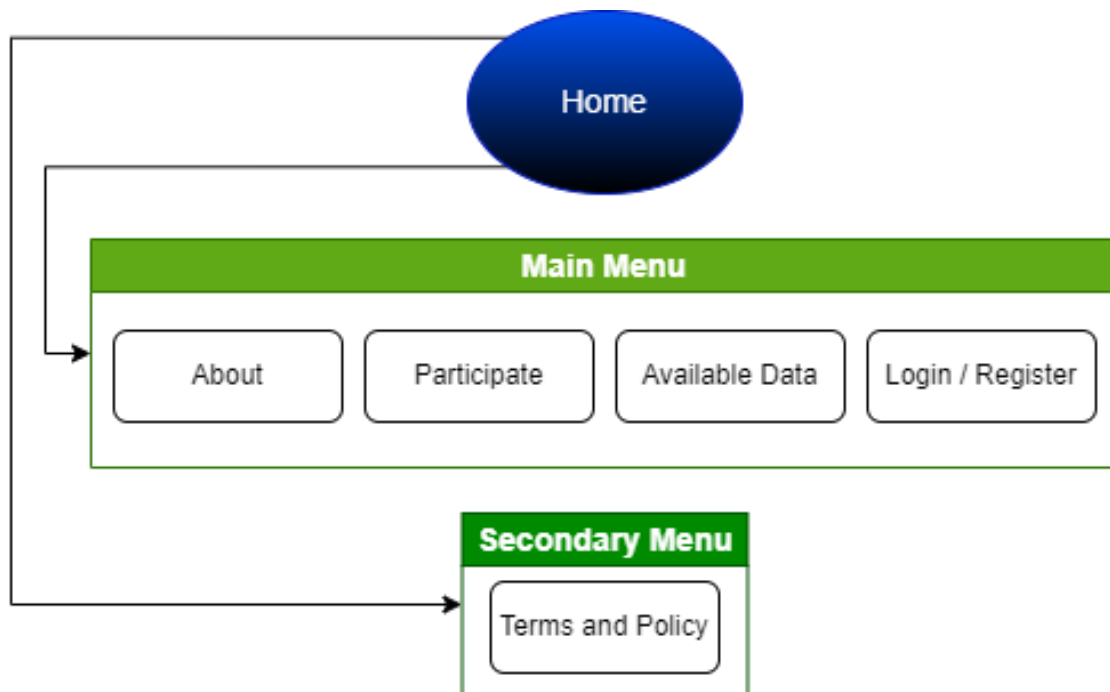 Home
Main Menu
About
Participate
Available Data
Login / Register
Secondary Menu
Terms and Policy